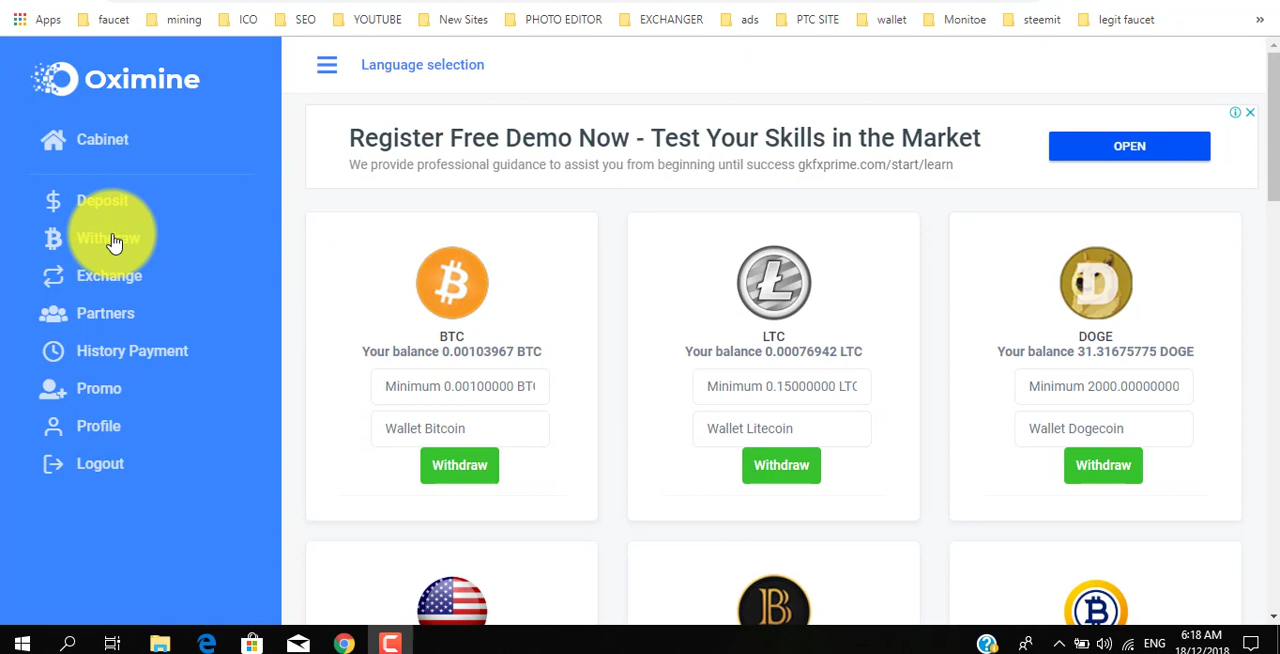 Apps faucet mining ICO SEO YOUTUBE New Sites PHOTO EDITOR EXCHANGER ads PTC SITE wallet Monitoe steemit legit faucet »
Oximine
Language selection
Cabinet
Register Free Demo Now - Test Your Skills in the Market
We provide professional guidance to assist you from beginning until success gkfxprime.com/start/learn
OPEN
Deposit
Withdraw
Exchange
Partners
History Payment
Promo
Profile
Logout
BTC
Your balance 0.00103967 BTC
Minimum 0.00100000 BT
Wallet Bitcoin
Withdraw
LTC
Your balance 0.00076942 LTC
Minimum 0.15000000 LTC
Wallet Litecoin
Withdraw
DOGE
Your balance 31.31675775 DOGE
Minimum 2000.00000000
Wallet Dogecoin
Withdraw
ENG
6:18 AM
18/12/2018